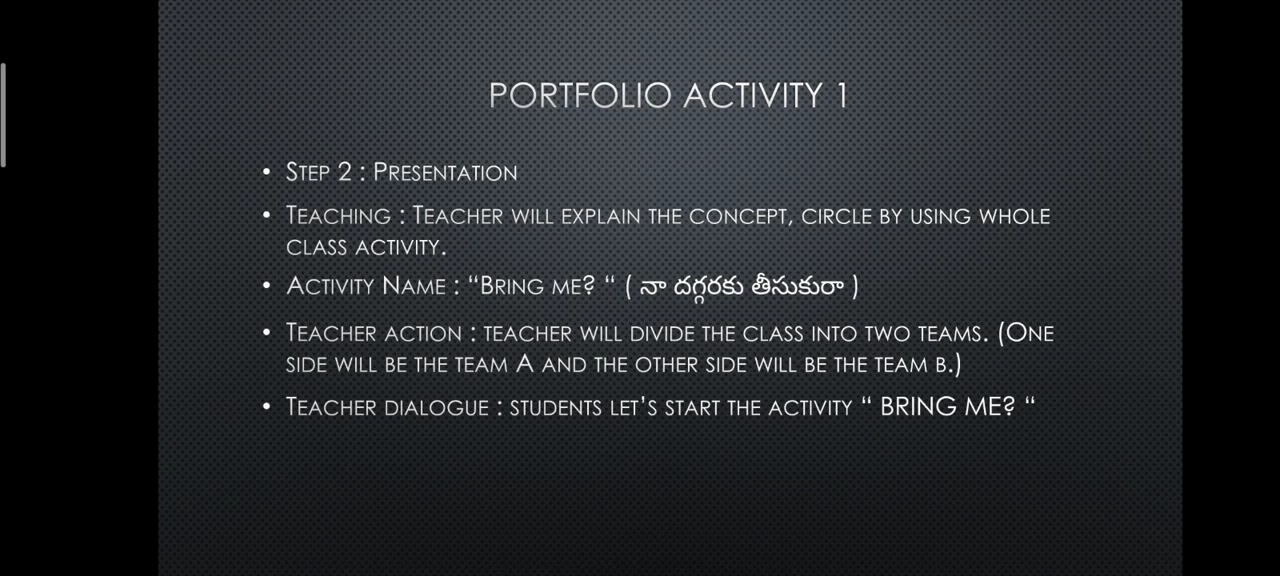 PORTFOLIO ACTIVITY 1
• Step 2 : Presentation
• Teaching : Teacher will explain the concept, circle by using whole
class activity.
• Activity Name : “Bring me? “ ( నా దగ్గరకు తీసుకురా )
• Teacher action : teacher will divide the class into two teams. (One
side will be the team A and the other side will be the team b.)
• Teacher dialogue : students let’s start the activity “ BRING ME? “